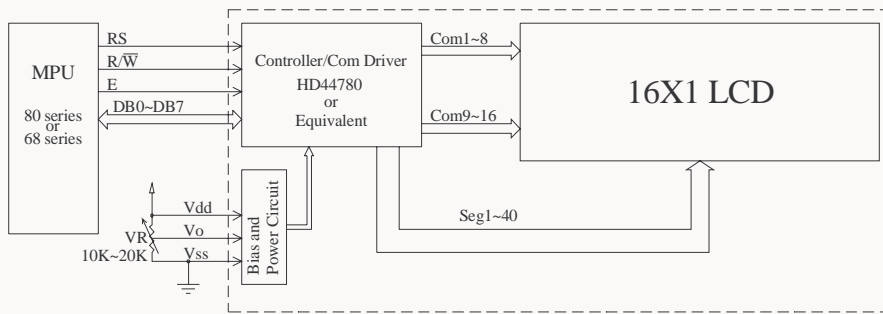 RS
R/W̅
E
DB0~DB7
MPU
80 series
or
68 series
Controller/Com Driver
HD44780
or
Equivalent
Com1~8
Com9~16
16X1 LCD
Seg1~40
Vdd
Vo
Vss
VR
10K~20K
Bias and
Power Circuit